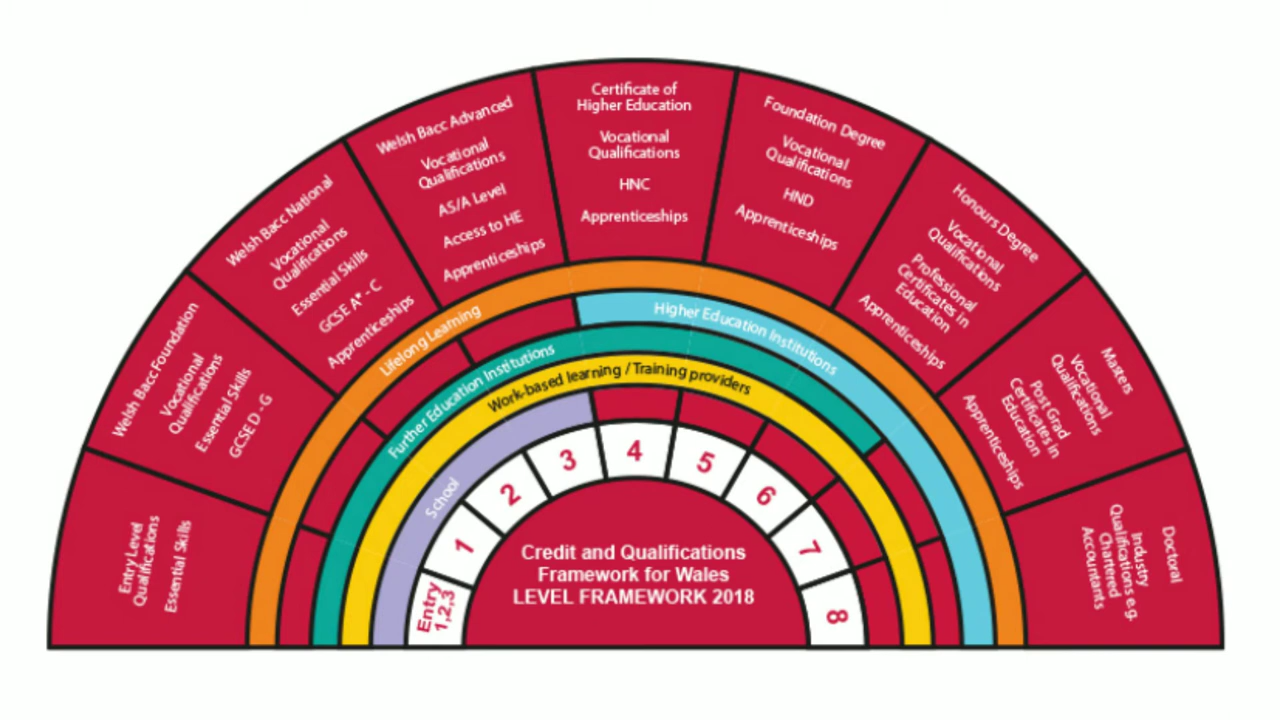 Entry Level
Qualifications
Essential Skills
Welsh Bacc Foundation
Vocational
Qualifications
Essential Skills
GCSE D - G
Welsh Bacc National
Vocational
Qualifications
Essential Skills
GCSE A* - C
Apprenticeships
Welsh Bacc Advanced
Vocational
Qualifications
AS/A Level
Access to HE
Apprenticeships
Certificate of
Higher Education
Vocational
Qualifications
HNC
Apprenticeships
Foundation Degree
Vocational
Qualifications
HND
Apprenticeships
Honours Degree
Vocational
Qualifications
Professional
Certificates in
Education
Apprenticeships
Masters
Vocational
Qualifications
Post Grad
Certificates in
Education
Apprenticeships
Doctoral
Industry
Qualifications e.g.
Chartered
Accountants
Lifelong Learning
Higher Education Institutions
Further Education Institutions
Work-based learning / Training providers
School
Entry
1,2,3
1
2
3
4
5
6
7
8
Credit and Qualifications
Framework for Wales
LEVEL FRAMEWORK 2018